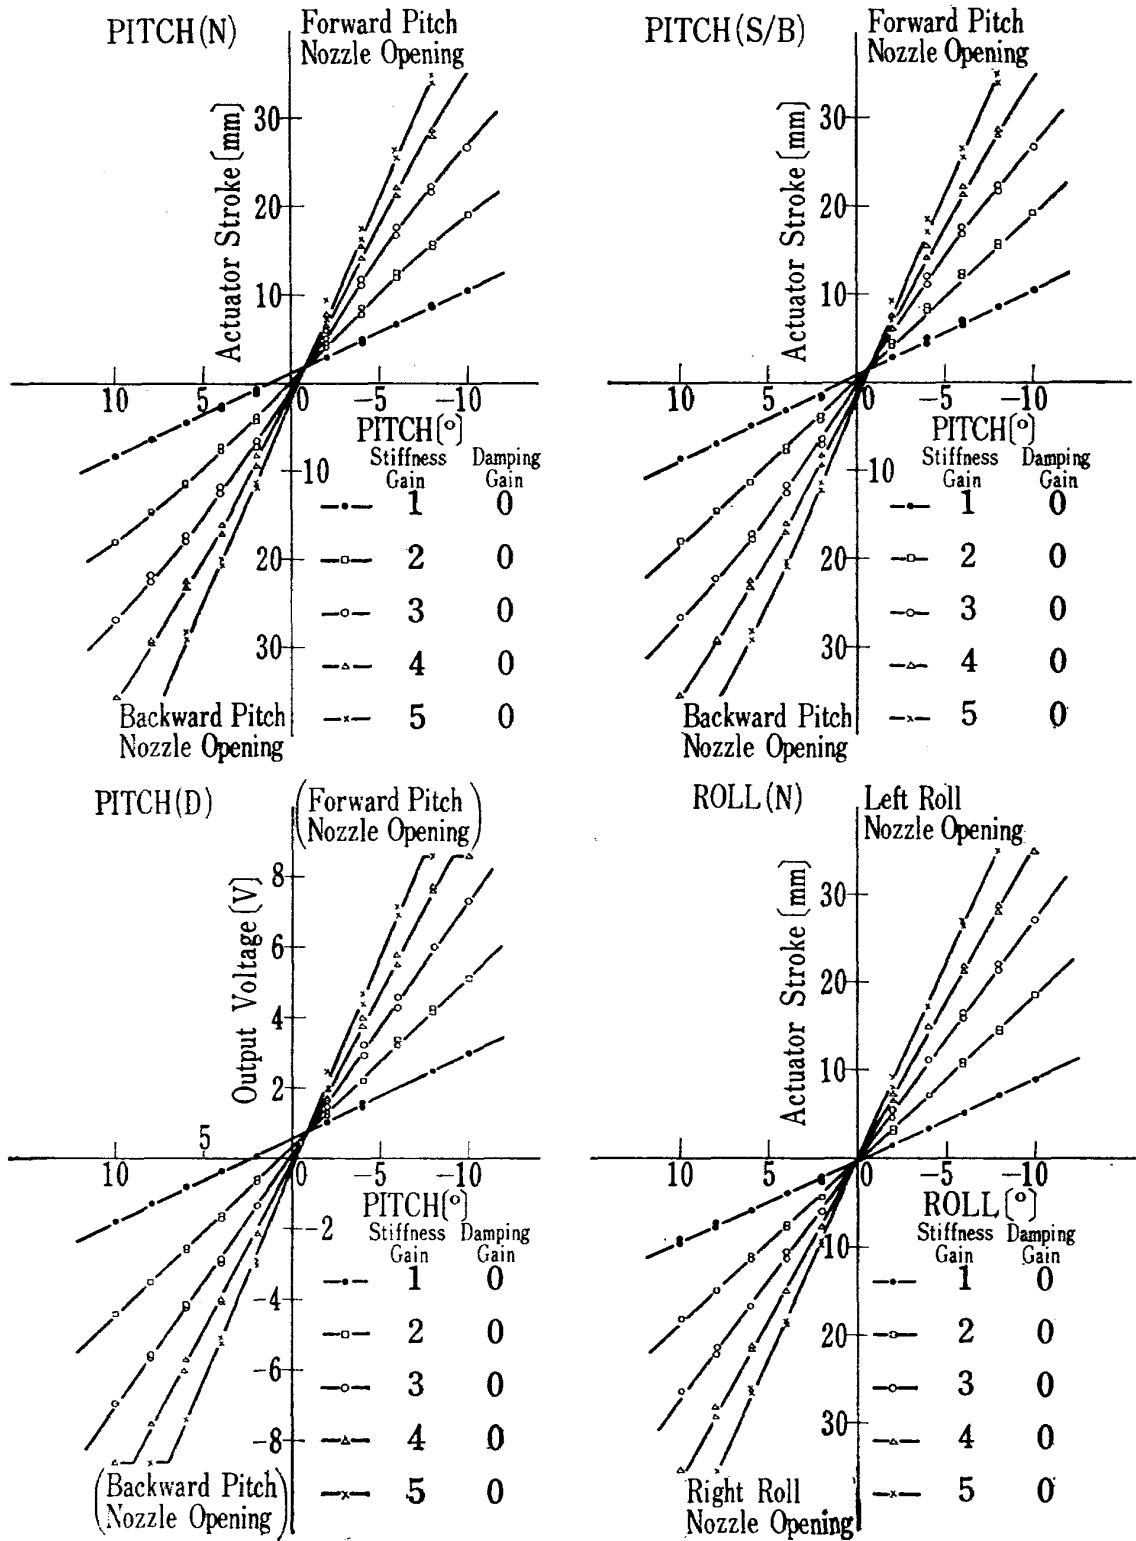 PITCH(N)
Forward Pitch
Nozzle Opening
Actuator Stroke[mm]
30
20
10
10
5
0
-5
-10
PITCH[°]
10
20
30
Stiffness Gain
Damping Gain
1 0
2 0
3 0
4 0
5 0
Backward Pitch
Nozzle Opening
PITCH(S/B)
Forward Pitch
Nozzle Opening
Actuator Stroke[mm]
30
20
10
10
5
0
-5
-10
PITCH[°]
10
20
30
Stiffness Gain
Damping Gain
1 0
2 0
3 0
4 0
5 0
Backward Pitch
Nozzle Opening
PITCH(D)
(Forward Pitch
Nozzle Opening)
Output Voltage[V]
8
6
4
2
10
5
0
-5
-10
PITCH[°]
-2
-4
-6
-8
Stiffness Gain
Damping Gain
1 0
2 0
3 0
4 0
5 0
(Backward Pitch
Nozzle Opening)
ROLL(N)
Left Roll
Nozzle Opening
Actuator Stroke[mm]
30
20
10
10
5
0
-5
-10
ROLL[°]
10
20
30
Stiffness Gain
Damping Gain
1 0
2 0
3 0
4 0
5 0
Right Roll
Nozzle Opening